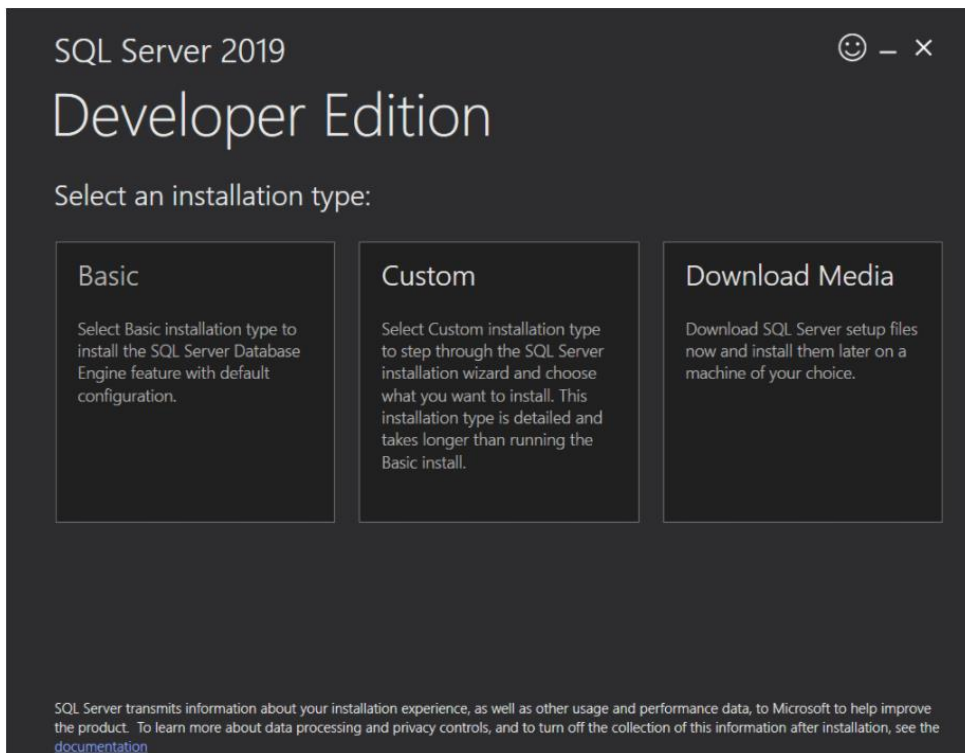 SQL Server 2019
Developer Edition
Select an installation type:
Basic
Select Basic installation type to
install the SQL Server Database
Engine feature with default
configuration.
Custom
Select Custom installation type
to step through the SQL Server
installation wizard and choose
what you want to install. This
installation type is detailed and
takes longer than running the
Basic install.
Download Media
Download SQL Server setup files
now and install them later on a
machine of your choice.
SQL Server transmits information about your installation experience, as well as other usage and performance data, to Microsoft to help improve
the product. To learn more about data processing and privacy controls, and to turn off the collection of this information after installation, see the
documentation